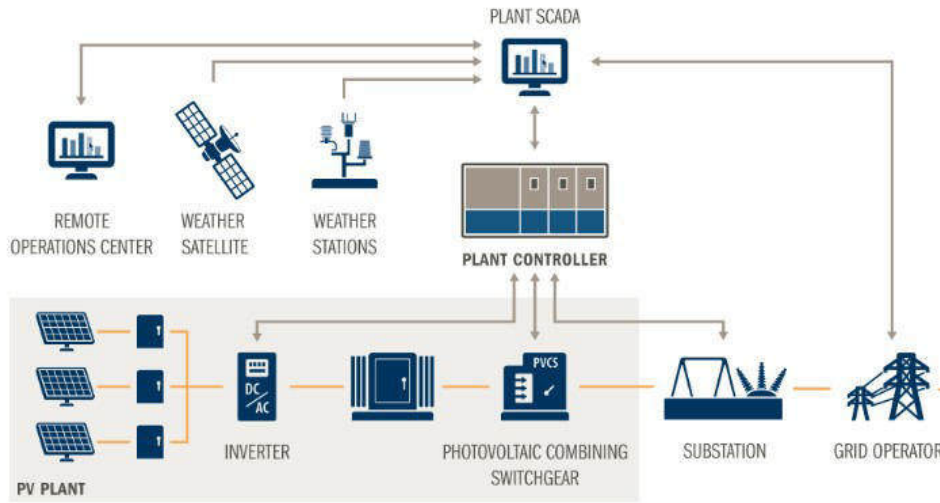 PLANT SCADA
REMOTE
OPERATIONS CENTER
WEATHER
SATELLITE
WEATHER
STATIONS
PLANT CONTROLLER
DC/
AC
INVERTER
PVCS
PHOTOVOLTAIC COMBINING
SWITCHGEAR
SUBSTATION
GRID OPERATOR
PV PLANT